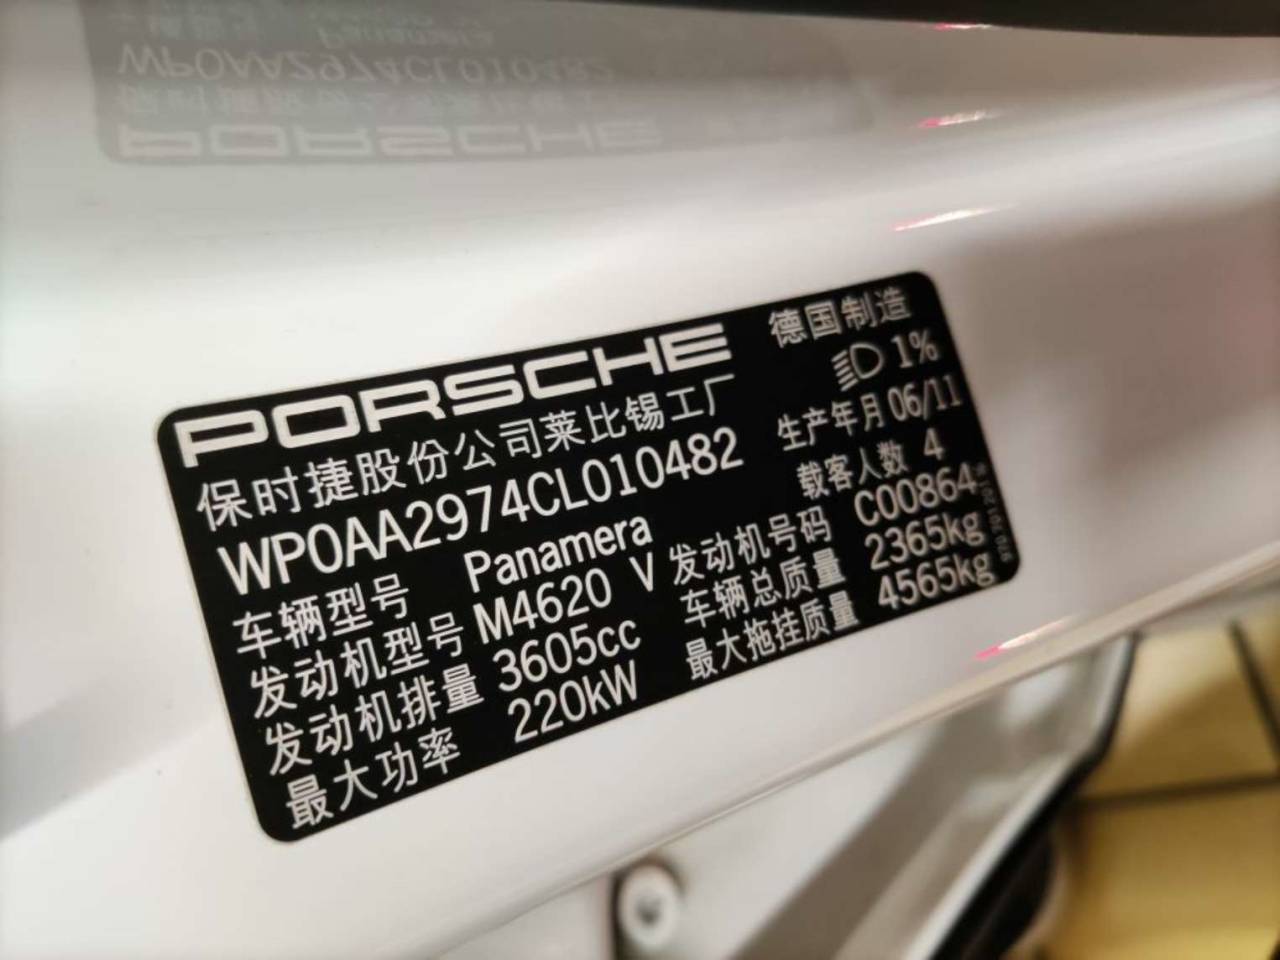 PORSCHE
德国制造
保时捷股份公司莱比锡工厂
1%
WP0AA2974CL010482
生产年月 06/11
载客人数 4
车辆型号 Panamera
发动机号码 C00864
发动机型号 M4620 V
车辆总质量 2365kg
发动机排量 3605cc
最大拖挂质量 4565kg
最大功率 220kW